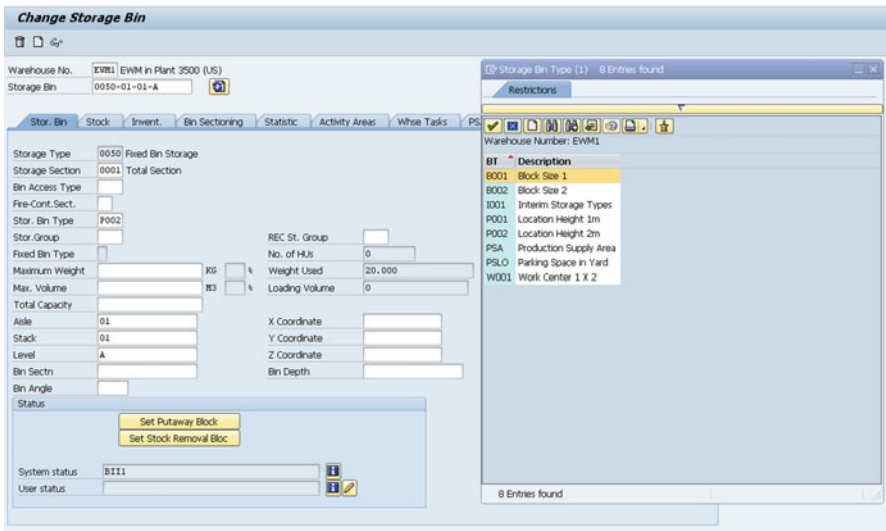 Change Storage Bin
Warehouse No. EWM1 EWM in Plant 3500 (US)
Storage Bin 0050-01-01-A
Stor. Bin Stock Invent. Bin Sectioning Statistic Activity Areas Whse Tasks PS
Storage Type 0050 Fixed Bin Storage
Storage Section 0001 Total Section
Bin Access Type
Fire-Cont.Sect.
Stor. Bin Type P002
Stor.Group REC St. Group
Fixed Bin Type No. of HUs 0
Maximum Weight KG % Weight Used 20.000
Max. Volume M3 % Loading Volume 0
Total Capacity
Aisle 01 X Coordinate
Stack 01 Y Coordinate
Level A Z Coordinate
Bin Sectn Bin Depth
Bin Angle
Status
Set Putaway Block
Set Stock Removal Bloc
System status BII1
User status
Storage Bin Type (1) 8 Entries found
Restrictions
Warehouse Number: EWM1
BT Description
B001 Block Size 1
B002 Block Size 2
I001 Interim Storage Types
P001 Location Height 1m
P002 Location Height 2m
PSA Production Supply Area
PSLO Parking Space in Yard
W001 Work Center 1 X 2
8 Entries found